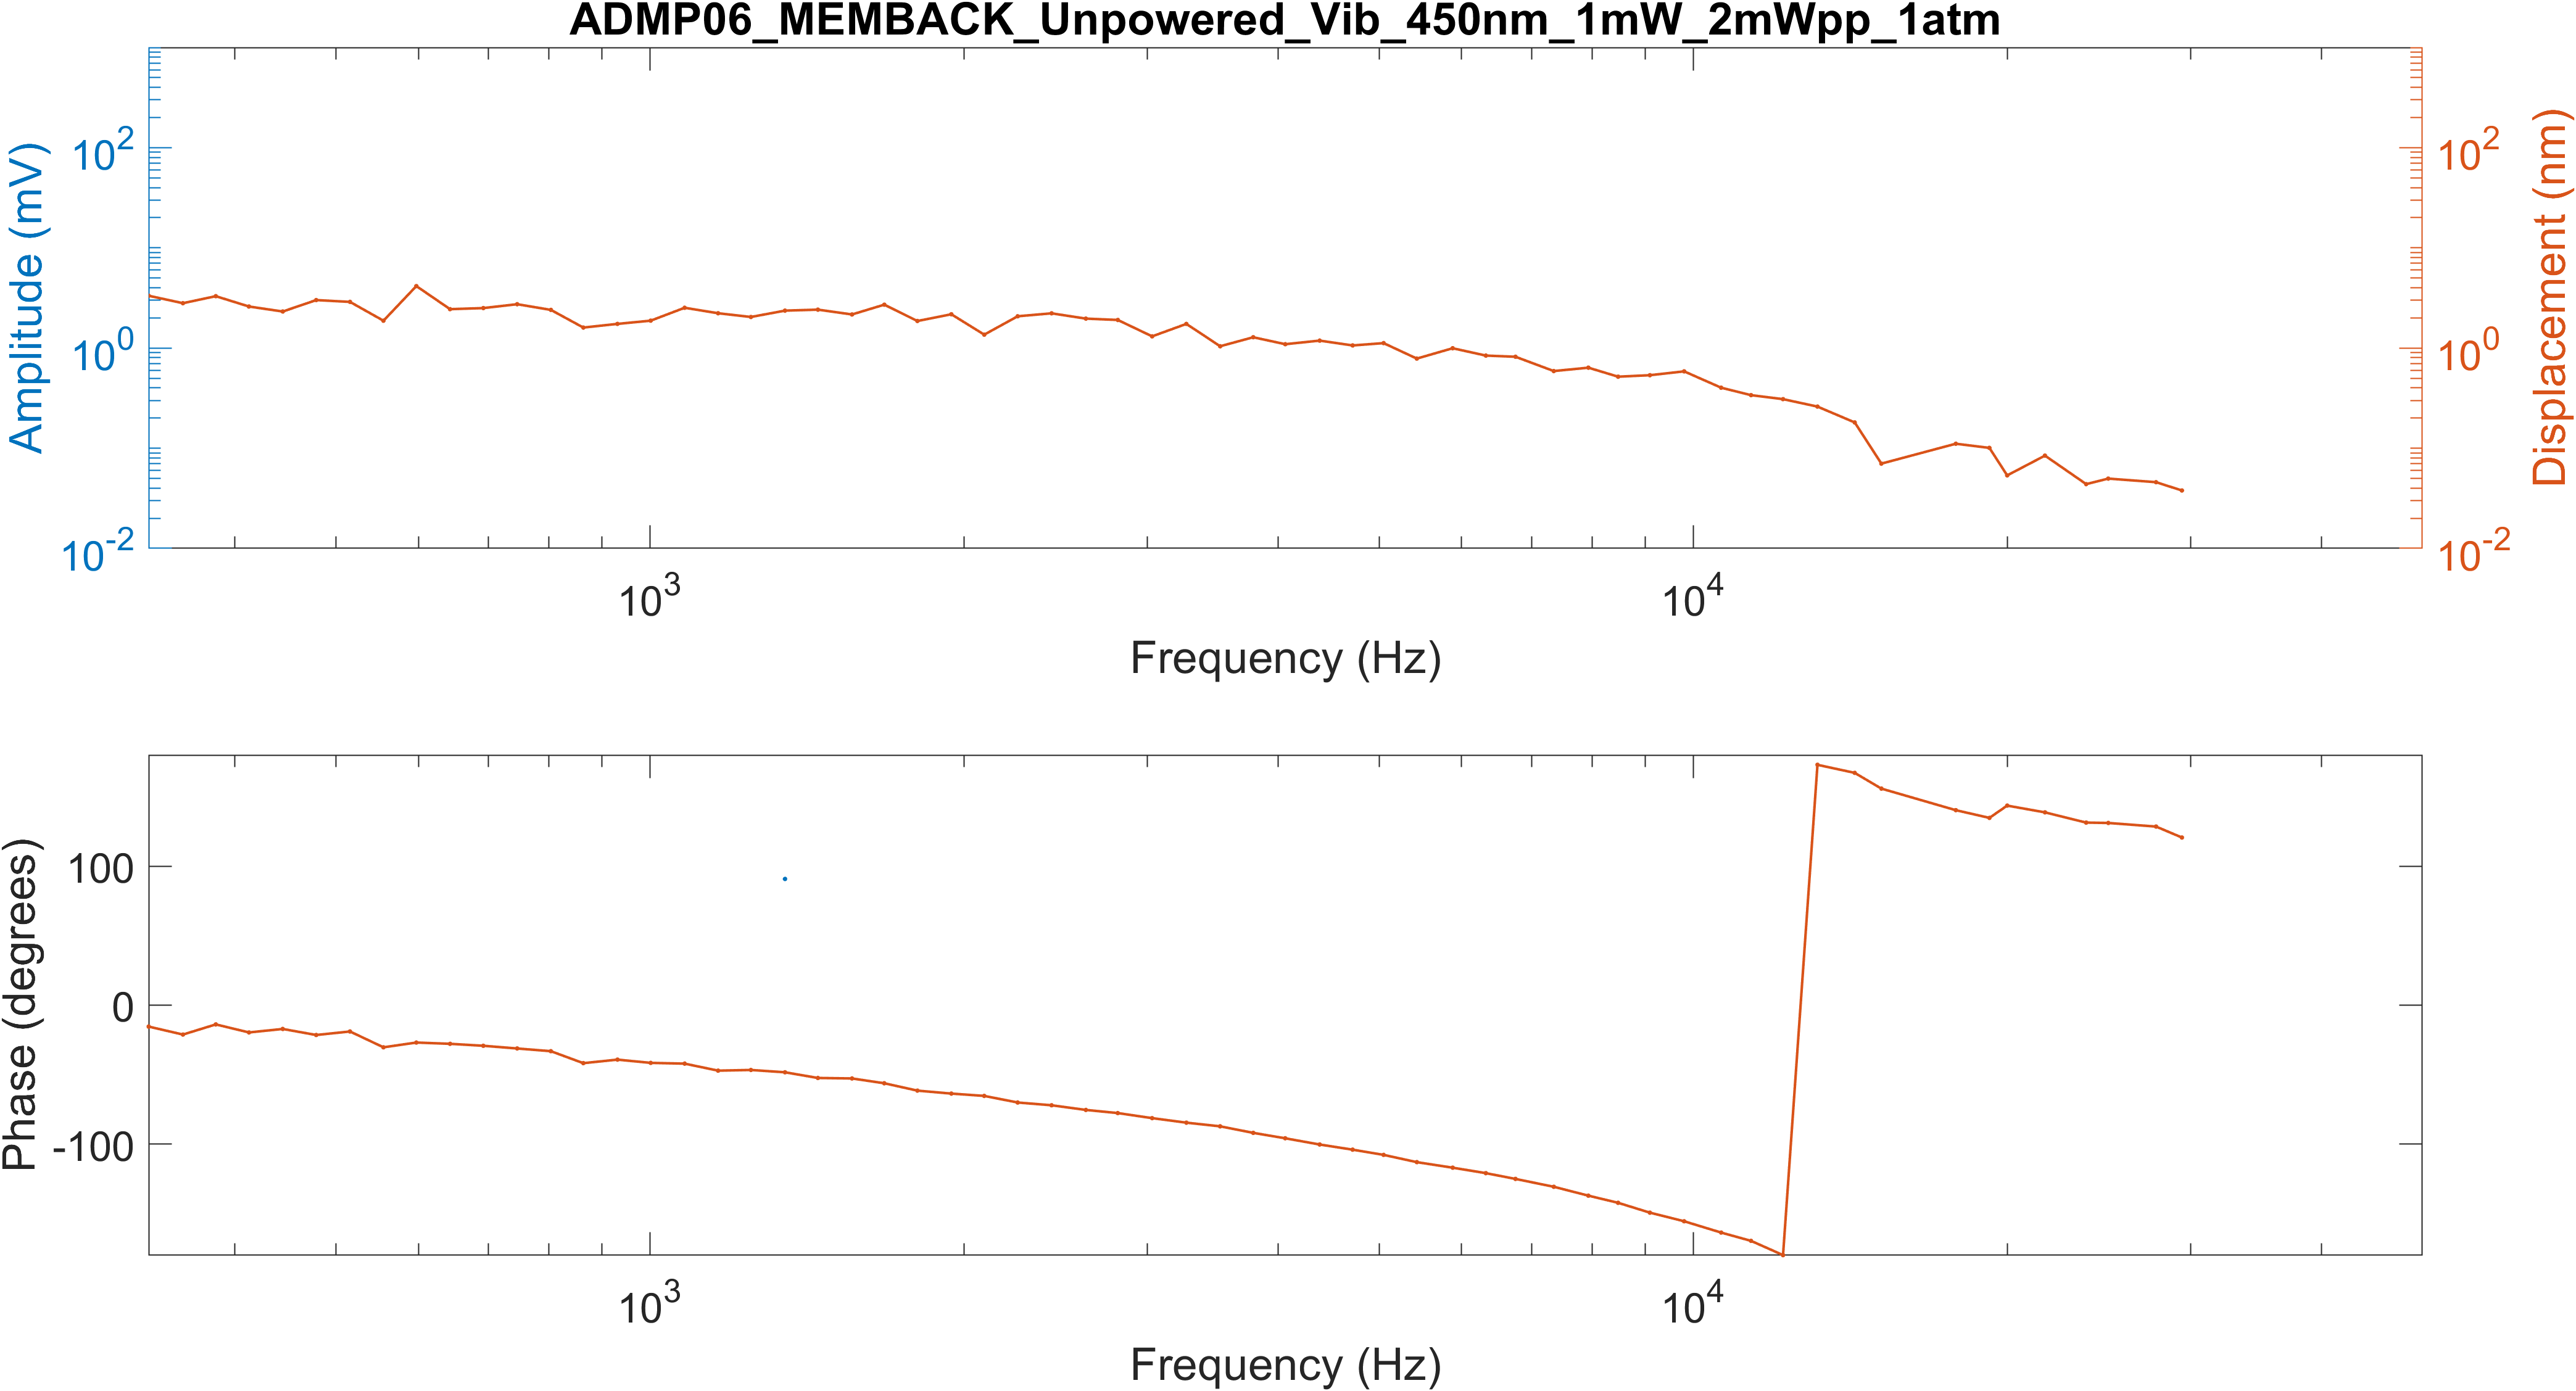 ADMP06_MEMBACK_Unpowered_Vib_450nm_1mW_2mWpp_1atm
Amplitude (mV)
10^2
10^0
10^-2
Displacement (nm)
10^2
10^0
10^-2
10^3
10^4
Frequency (Hz)
Phase (degrees)
100
0
-100
10^3
10^4
Frequency (Hz)